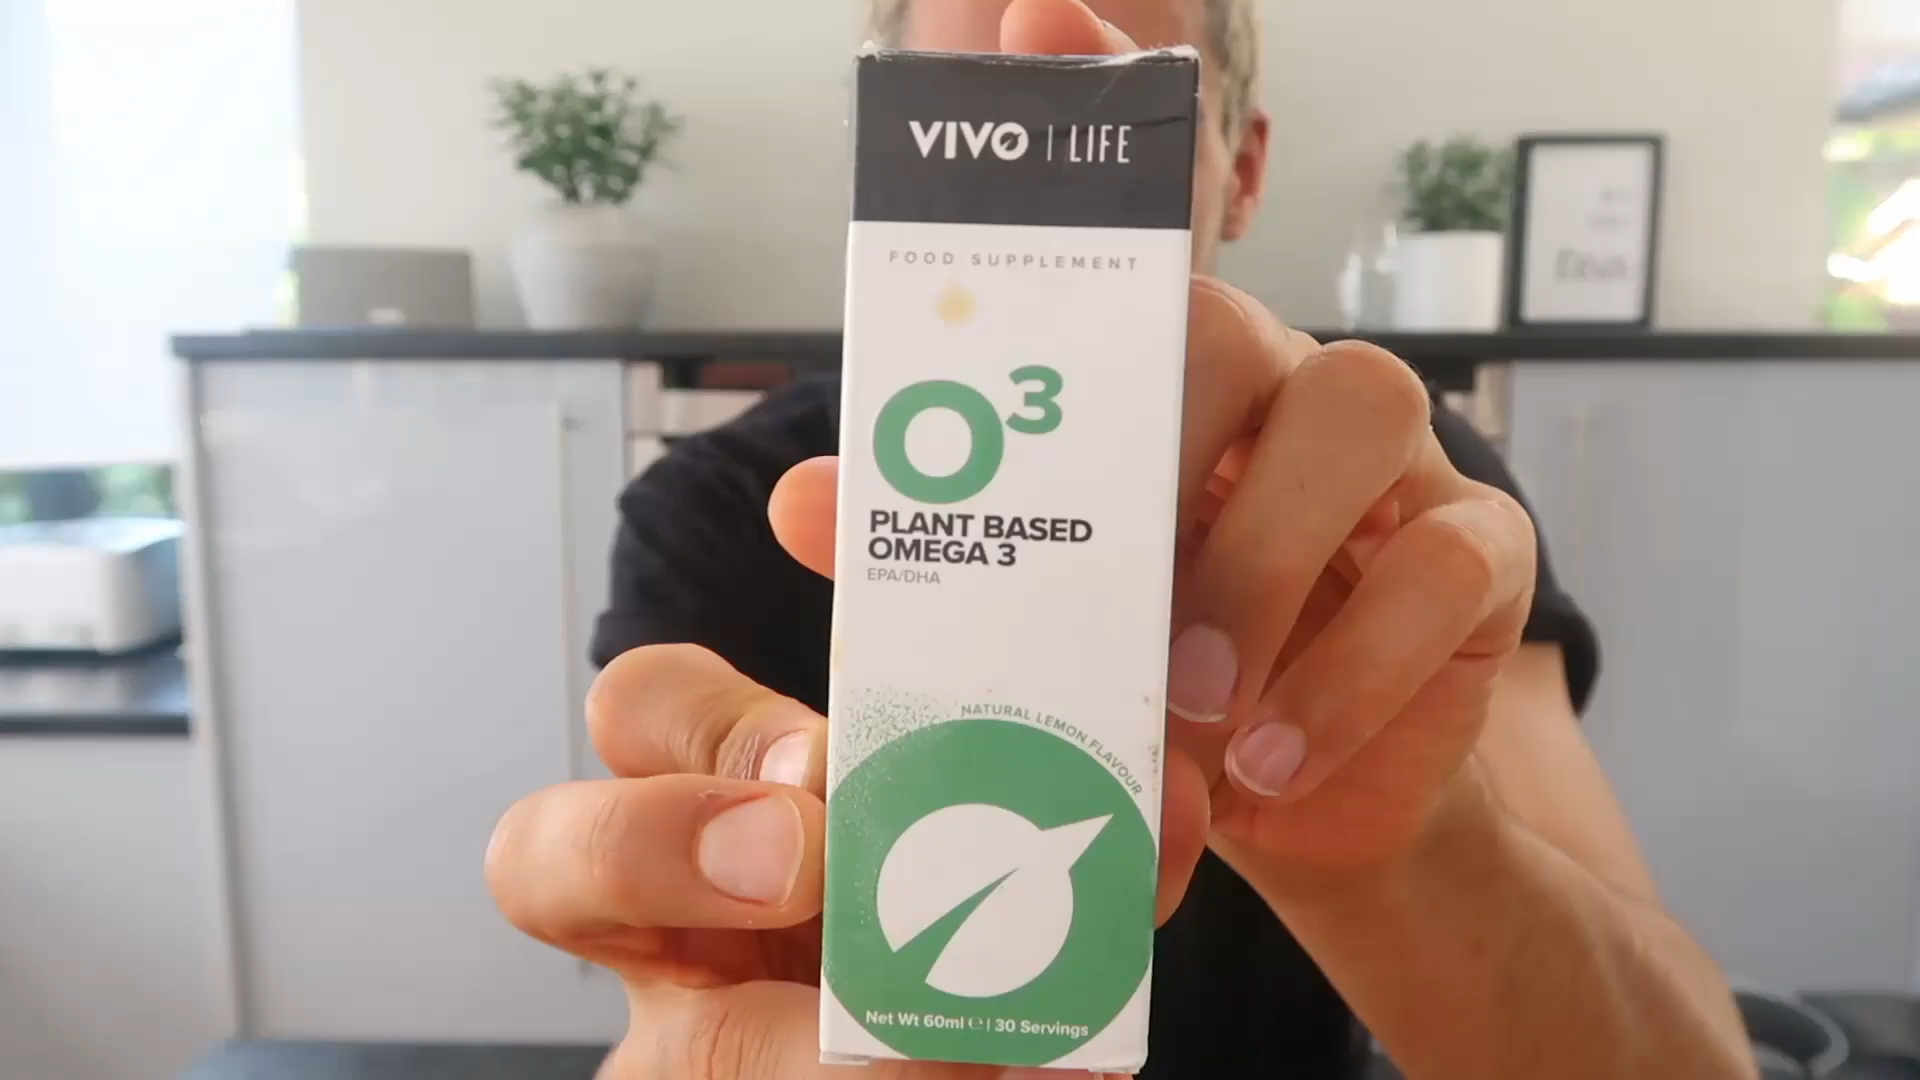 VIVO | LIFE
FOOD SUPPLEMENT
O³
PLANT BASED
OMEGA 3
EPA/DHA
NATURAL LEMON FLAVOUR
Net Wt 60ml ℮ | 30 Servings